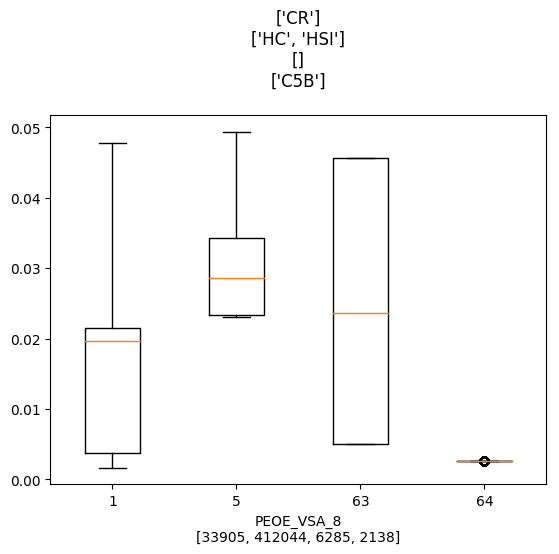 ['CR']
['HC', 'HSI']
[]
['C5B']
0.05
0.04
0.03
0.02
0.01
0.00
1 5 63 64
PEOE_VSA_8
[33905, 412044, 6285, 2138]